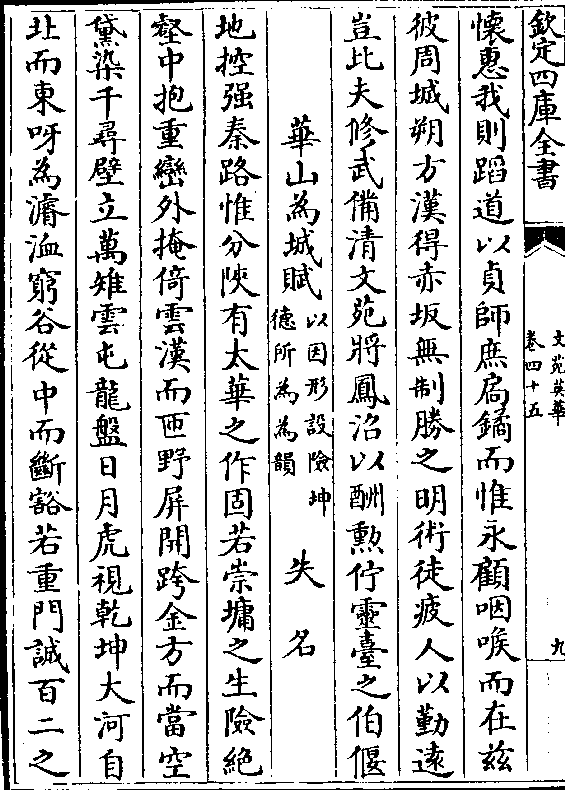 欽定四庫全書
文苑英華
卷四十五
九
懷惠我則蹈道以貞師庶扃鐍而惟永顧咽喉而在兹
彼周城朔方漢得赤坂無制勝之明術徒疲人以勤逺
豈比夫修武備清文苑將鳳沼以酬勲佇靈臺之伯偃
華山為城賦
以因形設險坤
徳所為為韻
失名
地控强秦路惟分陜有太華之作固若崇墉之生險絶
壑中抱重巒外掩倚雲漢而匝野屏開跨金方而當空
黛染千尋壁立萬雉雲屯龍盤日月虎視乾坤大河自
北而東呀為濬洫窮谷從中而斷豁若重門誠百二之